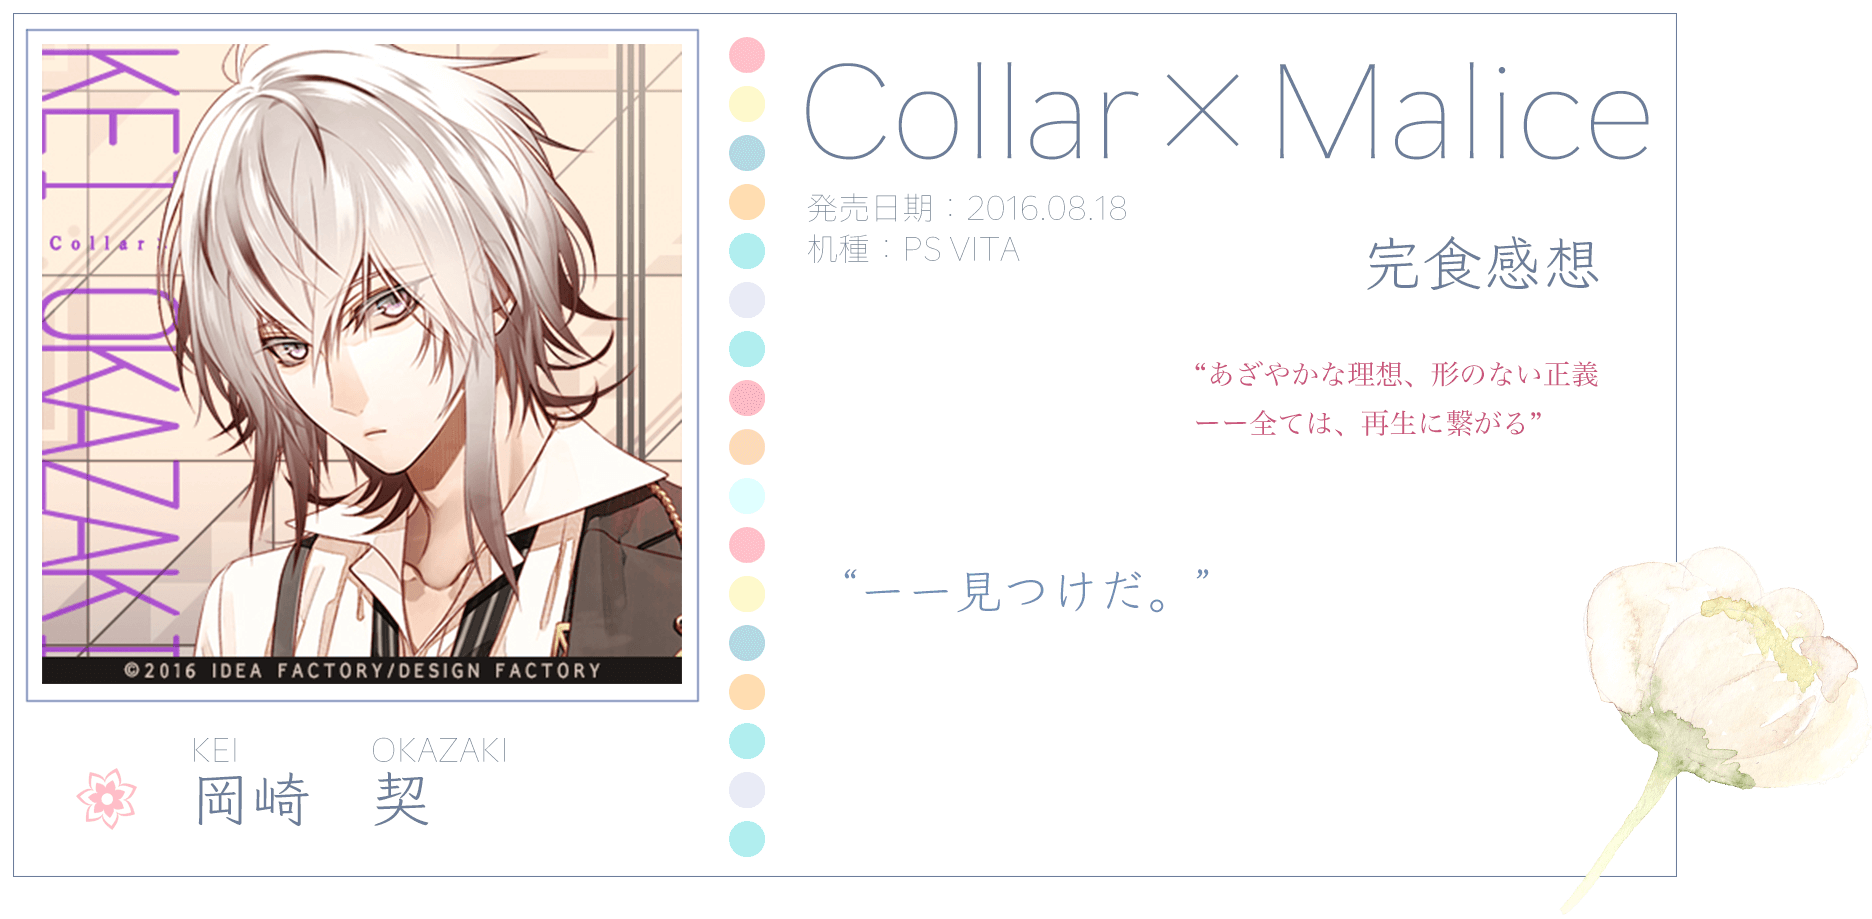 KEI OKAZAKI
Collar×
©2016 IDEA FACTORY/DESIGN FACTORY
KEI OKAZAKI
岡崎 契
Collar×Malice
発売日期：2016.08.18
机種：PS VITA
完食感想
“あざやかな理想、形のない正義
ーー全ては、再生に繋がる”
“ーー見つけだ。”